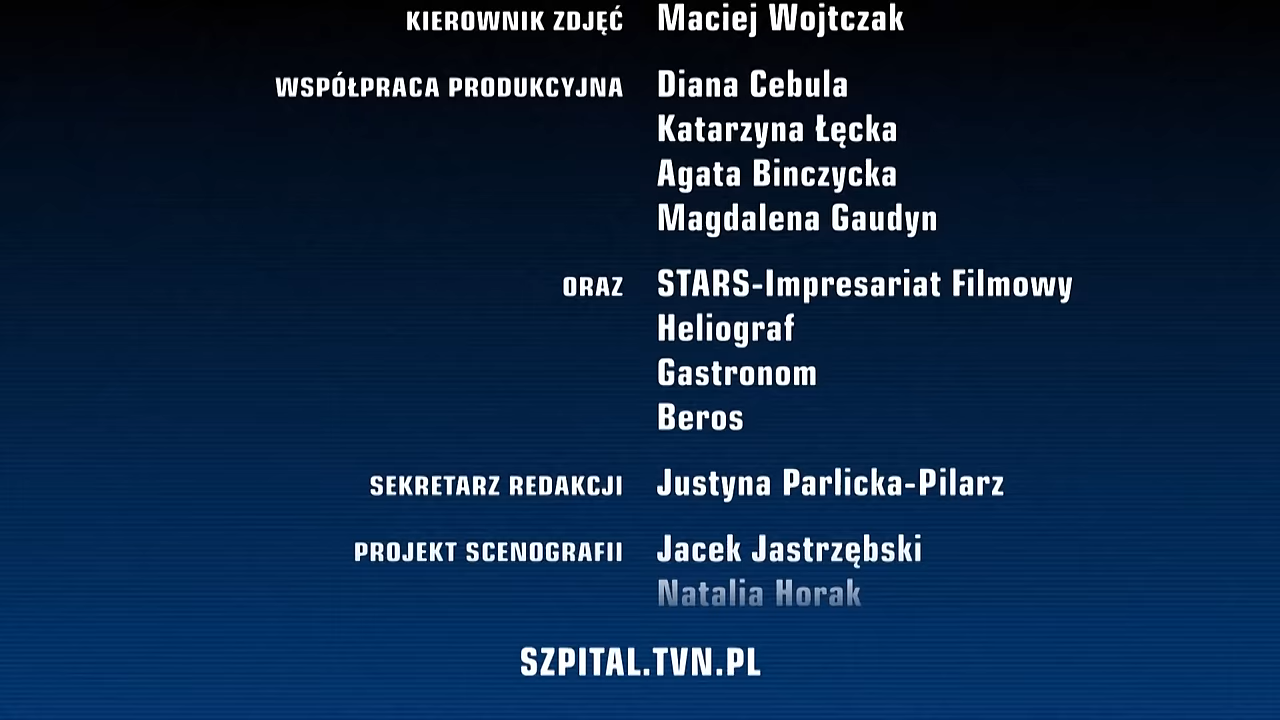 KIEROWNIK ZDJĘĆ Maciej Wojtczak
WSPÓŁPRACA PRODUKCYJNA Diana Cebula
Katarzyna Łęcka
Agata Binczycka
Magdalena Gaudyn
ORAZ STARS-Impresariat Filmowy
Heliograf
Gastronom
Beros
SEKRETARZ REDAKCJI Justyna Parlicka-Pilarz
PROJEKT SCENOGRAFII Jacek Jastrzębski
Natalia Horak
SZPITAL.TVN.PL